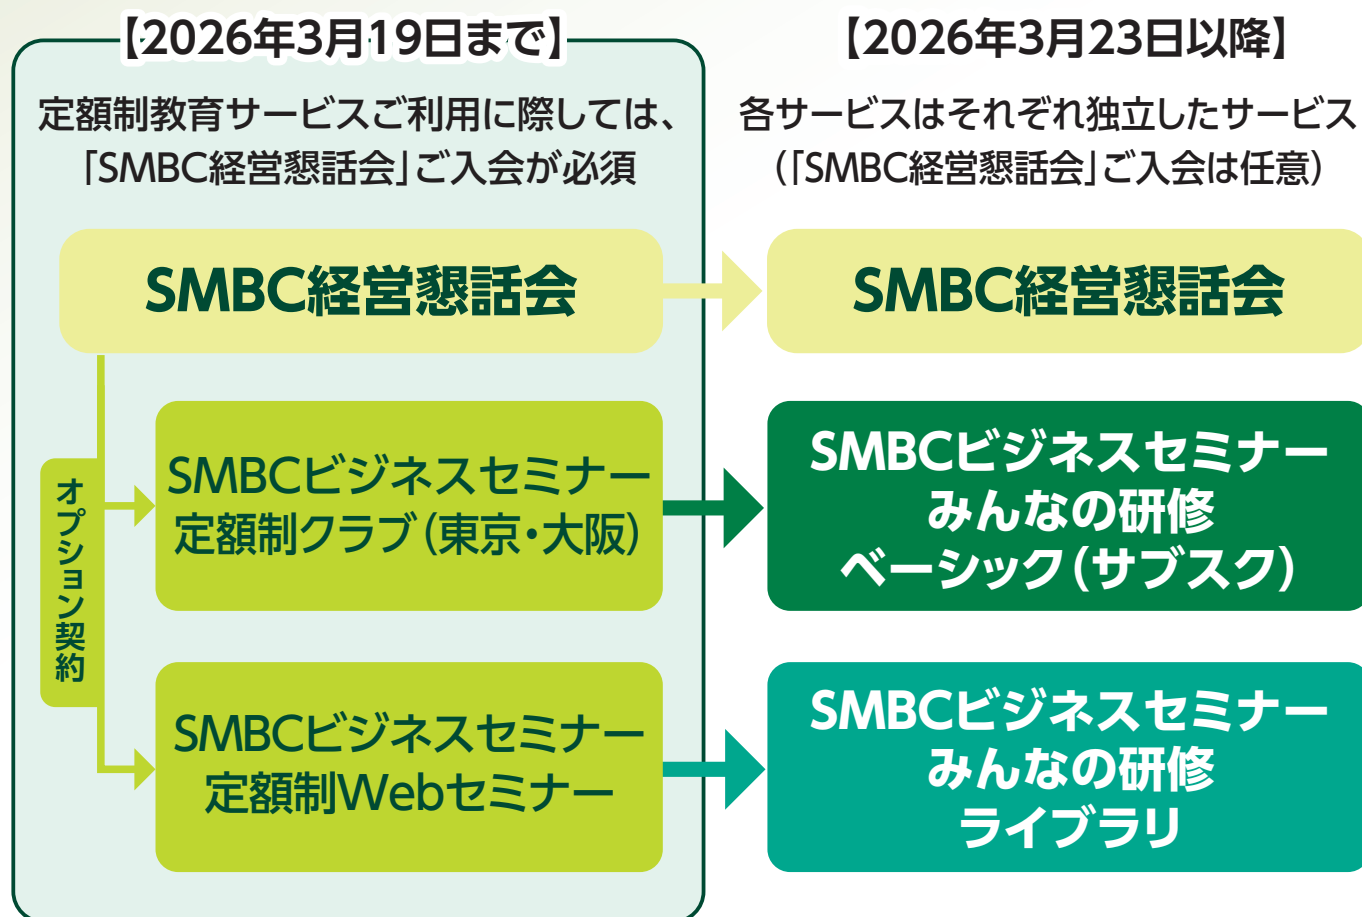 【2026年3月19日まで】
定額制教育サービスご利用に際しては、
「SMBC経営懇話会」ご入会が必須
SMBC経営懇話会
オプション契約
SMBCビジネスセミナー
定額制クラブ(東京・大阪)
SMBCビジネスセミナー
定額制Webセミナー
【2026年3月23日以降】
各サービスはそれぞれ独立したサービス
(「SMBC経営懇話会」ご入会は任意)
SMBC経営懇話会
SMBCビジネスセミナー
みんなの研修
ベーシック(サブスク)
SMBCビジネスセミナー
みんなの研修
ライブラリ